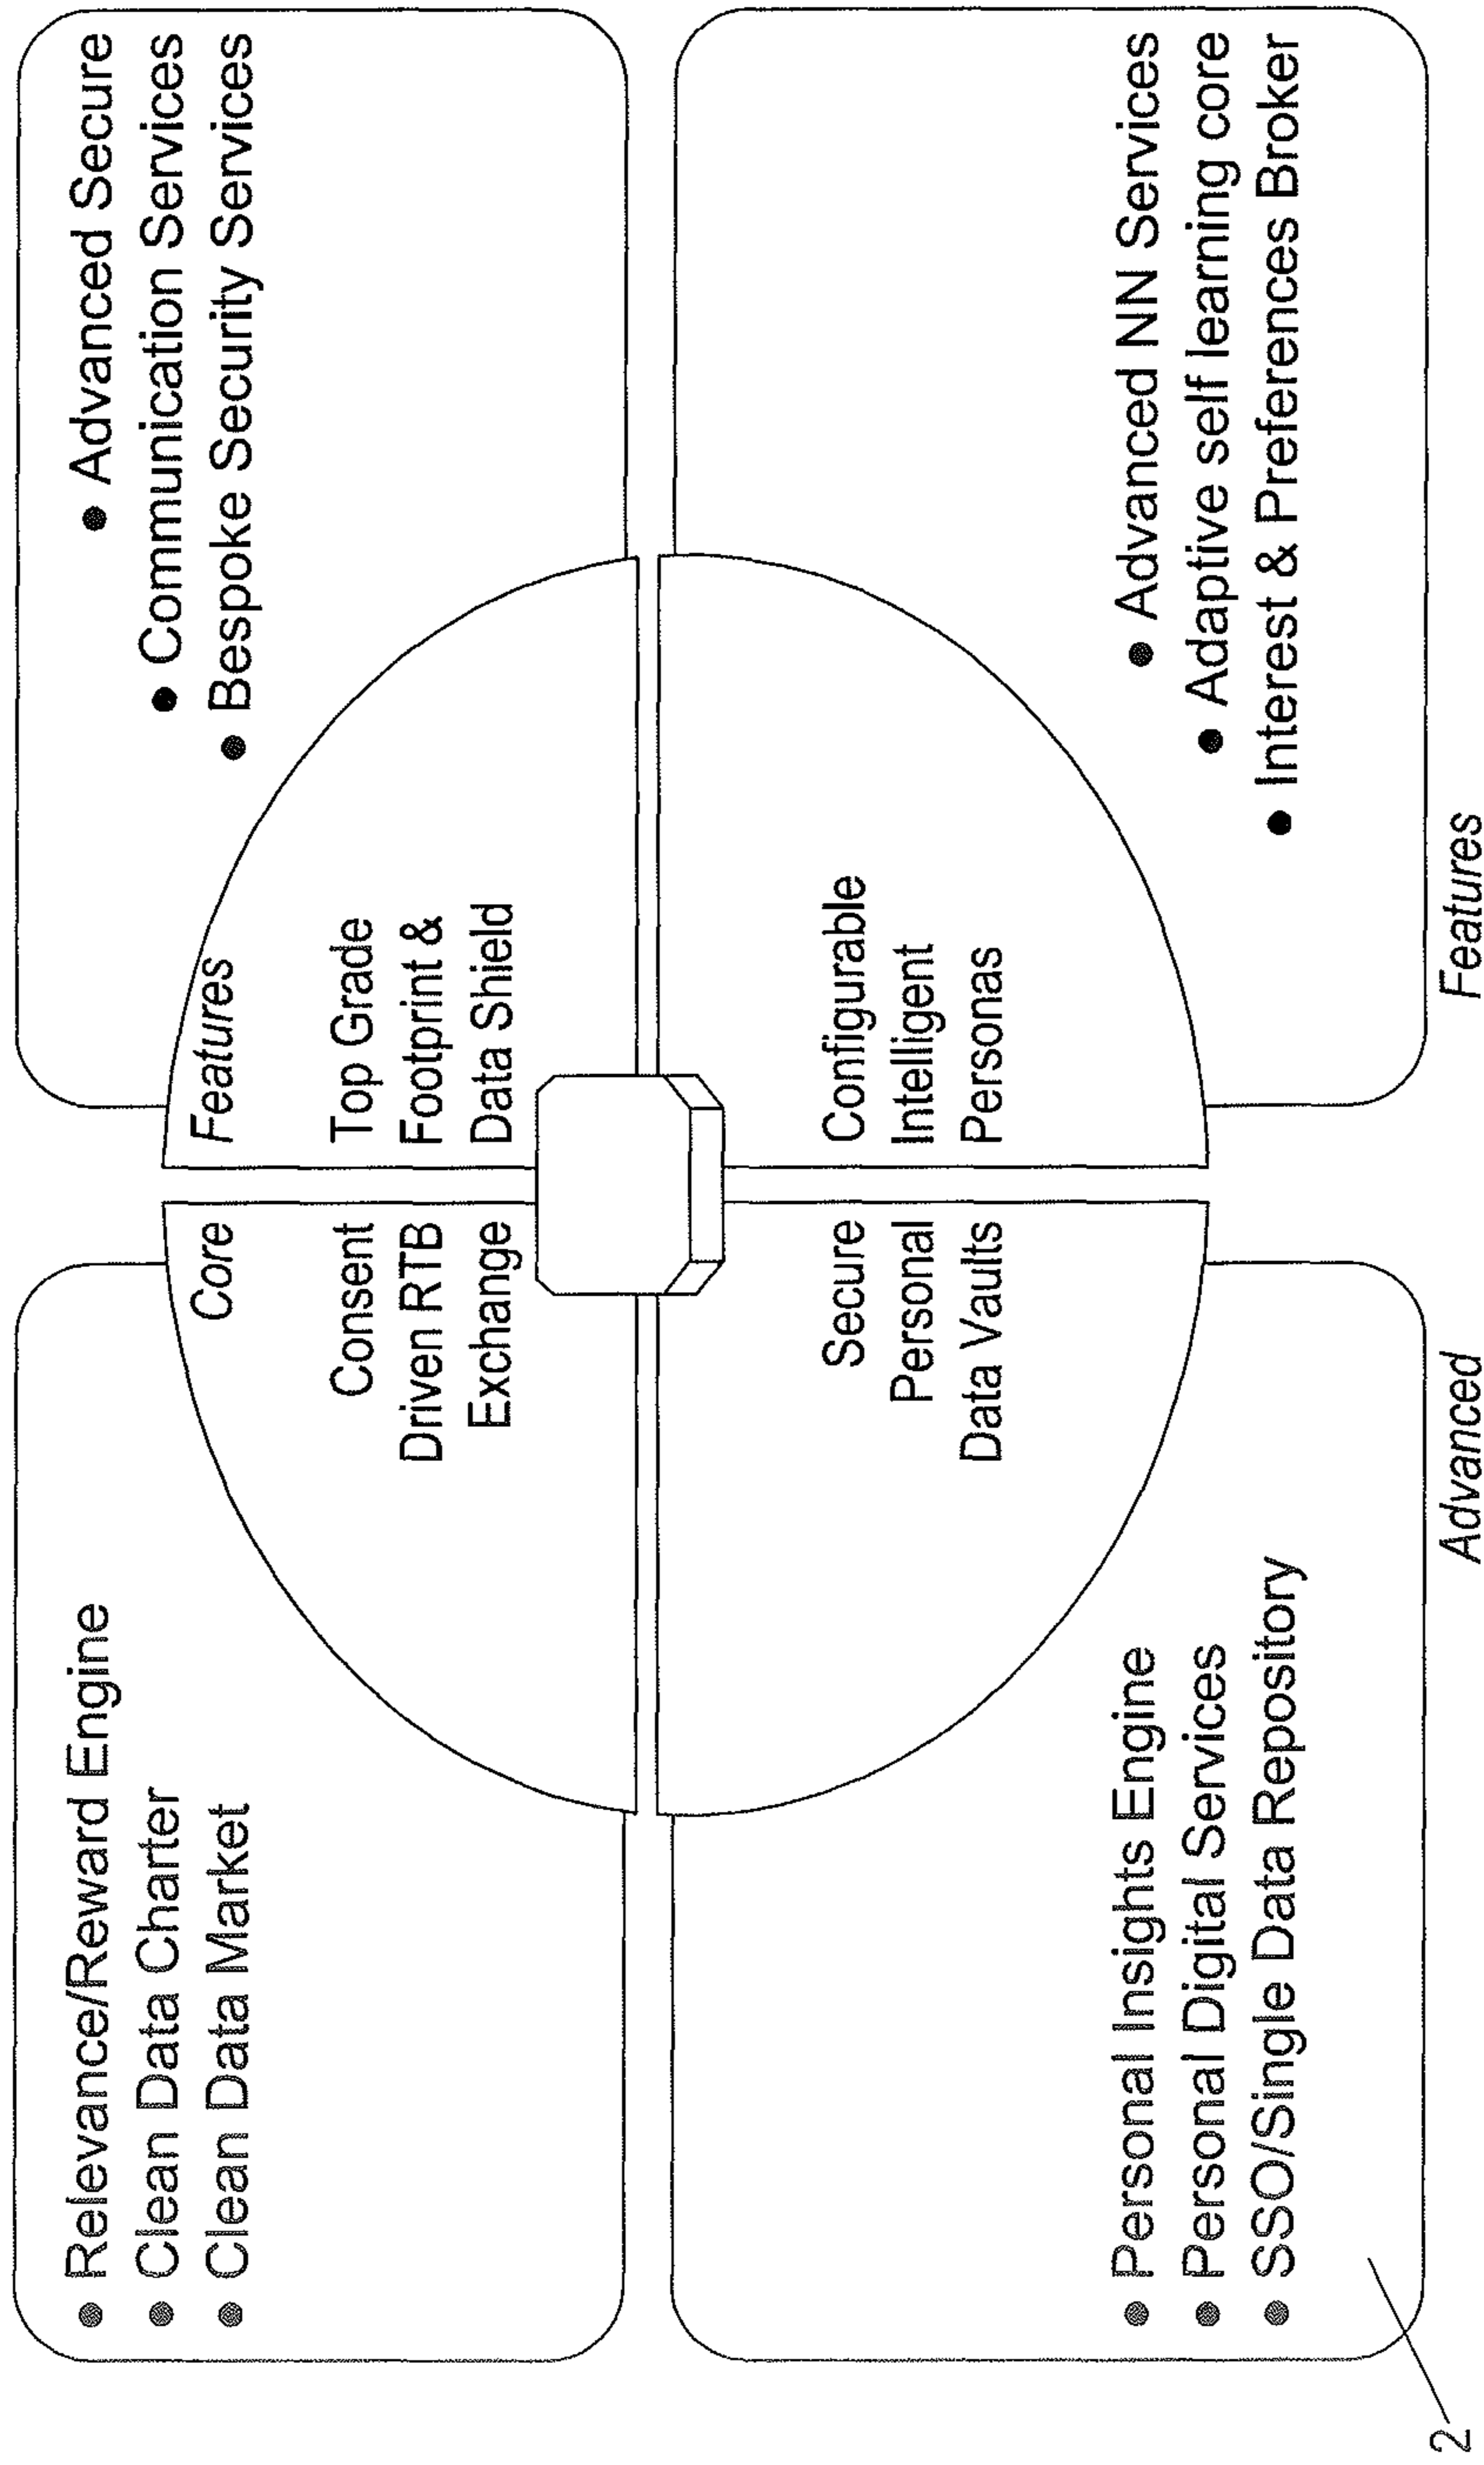 ● Relevance/Reward Engine
● Clean Data Charter
● Clean Data Market
● Advanced Secure
● Communication Services
● Bespoke Security Services
Core
Features
Consent
Driven RTB
Exchange
Top Grade
Footprint &
Data Shield
Secure
Personal
Data Vaults
Configurable
Intelligent
Personas
● Personal Insights Engine
● Personal Digital Services
● SSO/Single Data Repository
● Advanced NN Services
● Adaptive self learning core
● Interest & Preferences Broker
2
Advanced
Features